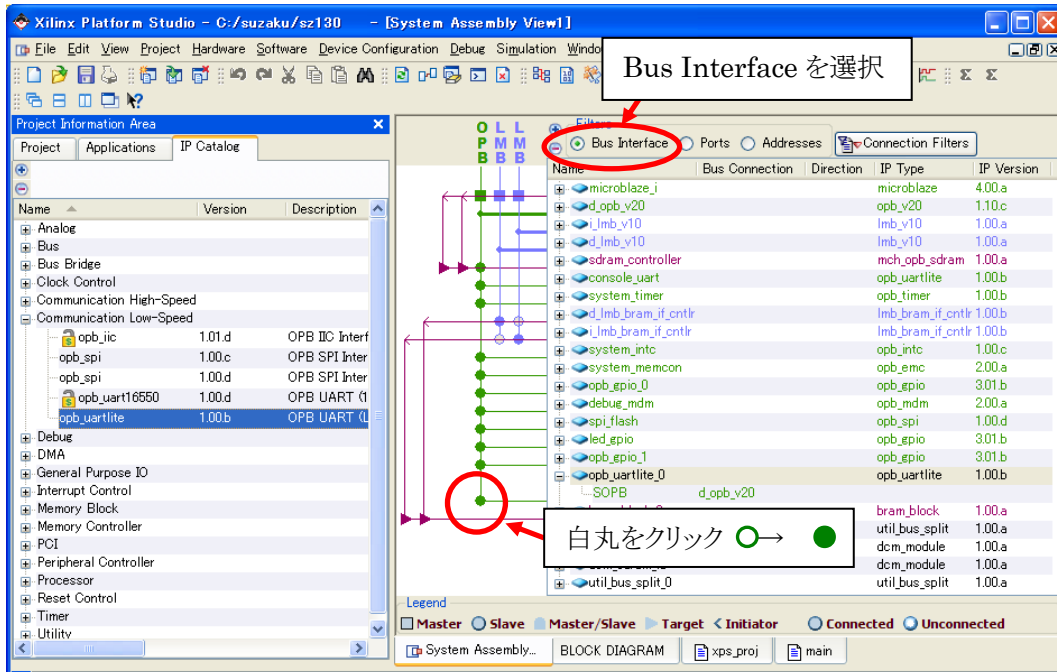 Xilinx Platform Studio - C:/suzaku/sz130 - [System Assembly View1]
File Edit View Project Hardware Software Device Configuration Debug Simulation Windo
Bus Interface を選択
Project Information Area
Project Applications IP Catalog
Name Version Description
Analog
Bus
Bus Bridge
Clock Control
Communication High-Speed
Communication Low-Speed
opb_iic 1.01.d OPB IIC Interf
opb_spi 1.00.c OPB SPI Inter
opb_spi 1.00.d OPB SPI Inter
opb_uart16550 1.00.d OPB UART (1
opb_uartlite 1.00.b OPB UART (L
Debug
DMA
General Purpose IO
Interrupt Control
Memory Block
Memory Controller
PCI
Peripheral Controller
Processor
Reset Control
Timer
Utility
OPB LMB LMB
Filters
Bus Interface Ports Addresses Connection Filters
Name Bus Connection Direction IP Type IP Version
microblaze_i microblaze 4.00.a
d_opb_v20 opb_v20 1.10.c
i_lmb_v10 lmb_v10 1.00.a
d_lmb_v10 lmb_v10 1.00.a
sdram_controller mch_opb_sdram 1.00.a
console_uart opb_uartlite 1.00.b
system_timer opb_timer 1.00.b
d_lmb_bram_if_cntlr lmb_bram_if_cntlr 1.00.b
i_lmb_bram_if_cntlr lmb_bram_if_cntlr 1.00.b
system_intc opb_intc 1.00.c
system_memcon opb_emc 2.00.a
opb_gpio_0 opb_gpio 3.01.b
debug_mdm opb_mdm 2.00.a
spi_flash opb_spi 1.00.d
led_gpio opb_gpio 3.01.b
opb_gpio_1 opb_gpio 3.01.b
opb_uartlite_0 opb_uartlite 1.00.b
SOPB d_opb_v20
bram_block 1.00.a
util_bus_split 1.00.a
dcm_module 1.00.a
dcm_module 1.00.a
util_bus_split_0 util_bus_split 1.00.a
白丸をクリック ○→ ●
Legend
Master Slave Master/Slave Target Initiator Connected Unconnected
System Assembly... BLOCK DIAGRAM xps_proj main